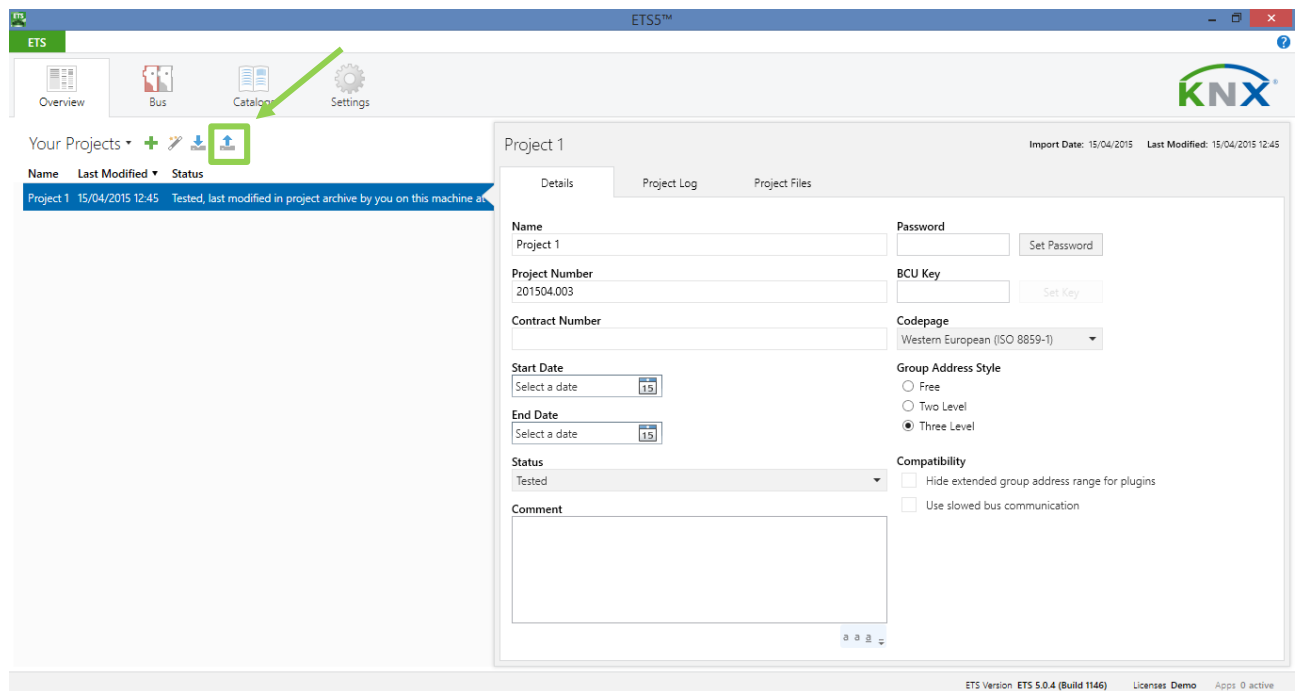 ETS
ETS5™
ETS
?
Overview
Bus
Catalogs
Settings
KNX®
Your Projects
Name Last Modified Status
Project 1 15/04/2015 12:45 Tested, last modified in project archive by you on this machine at
Project 1
Import Date: 15/04/2015 Last Modified: 15/04/2015 12:45
Details Project Log Project Files
Name
Project 1
Project Number
201504.003
Contract Number
Start Date
Select a date 15
End Date
Select a date 15
Status
Tested
Comment
a a a
Password
Set Password
BCU Key
Set Key
Codepage
Western European (ISO 8859-1)
Group Address Style
Free
Two Level
Three Level
Compatibility
Hide extended group address range for plugins
Use slowed bus communication
ETS Version ETS 5.0.4 (Build 1146) Licenses Demo Apps 0 active